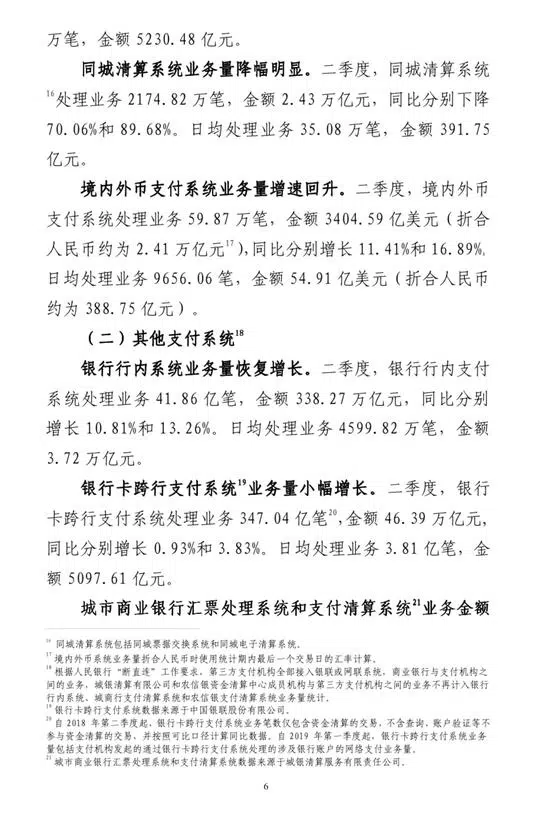 万笔，金额 5230.48 亿元。
同城清算系统业务量降幅明显。二季度，同城清算系统
16处理业务 2174.82 万笔，金额 2.43 万亿元，同比分别下降
70.06%和 89.68%。日均处理业务 35.08 万笔，金额 391.75
亿元。
境内外币支付系统业务量增速回升。二季度，境内外币
支付系统处理业务 59.87 万笔，金额 3404.59 亿美元（折合
人民币约为 2.41 万亿元17），同比分别增长 11.41%和 16.89%，
日均处理业务 9656.06 笔，金额 54.91 亿美元（折合人民币
约为 388.75 亿元）。
（二）其他支付系统18
银行行内系统业务量恢复增长。二季度，银行行内支付
系统处理业务 41.86 亿笔，金额 338.27 万亿元，同比分别
增长 10.81%和 13.26%。日均处理业务 4599.82 万笔，金额
3.72 万亿元。
银行卡跨行支付系统19业务量小幅增长。二季度，银行
卡跨行支付系统处理业务 347.04 亿笔20，金额 46.39 万亿元，
同比分别增长 0.93%和 3.83%。日均处理业务 3.81 亿笔，金
额 5097.61 亿元。
城市商业银行汇票处理系统和支付清算系统21业务金额
16 同城清算系统包括同城票据交换系统和同城电子清算系统。
17 境内外币系统业务量折合人民币时使用统计期内最后一个交易日的汇率计算。
18 根据人民银行“断直连”工作要求，第三方支付机构全部接入银联或网联系统，商业银行与支付机构之
间的业务，城银清算有限公司和农信银资金清算中心成员机构与第三方支付机构之间的业务不再计入银行
行内系统、城商行支付清算系统和农信银支付清算系统业务量统计。
19 银行卡跨行支付系统数据来源于中国银联股份有限公司。
20 自 2018 年第二季度起，银行卡跨行支付系统业务笔数仅包含资金清算的交易，不含查询、账户验证等不
参与资金清算的交易，并按照可比口径计算同比数据。自 2019 年第一季度起，银行卡跨行支付系统业务
量包括支付机构发起的通过银行卡跨行支付系统处理的涉及银行账户的网络支付业务量。
21 城市商业银行汇票处理系统和支付清算系统数据来源于城银清算服务有限责任公司。
6